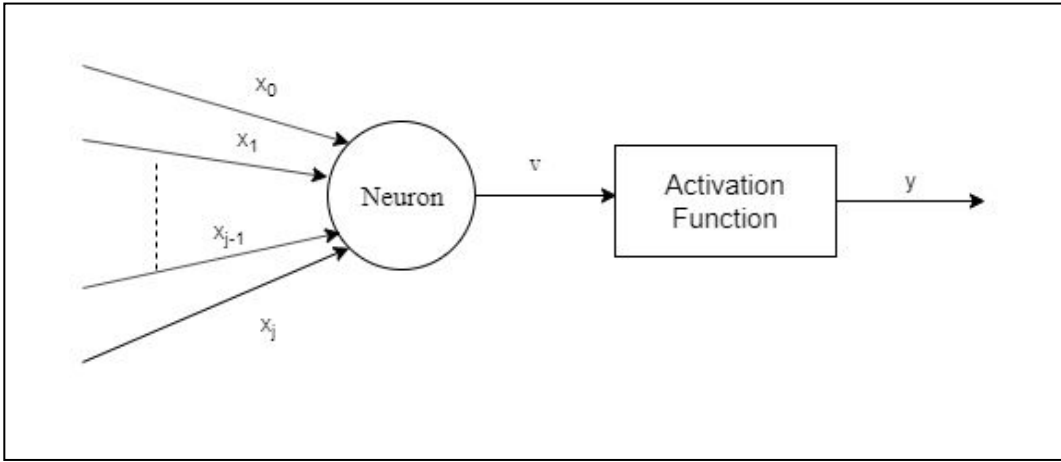 x₀
x₁
Neuron
v
Activation
Function
y
xⱼ₋₁
xⱼ